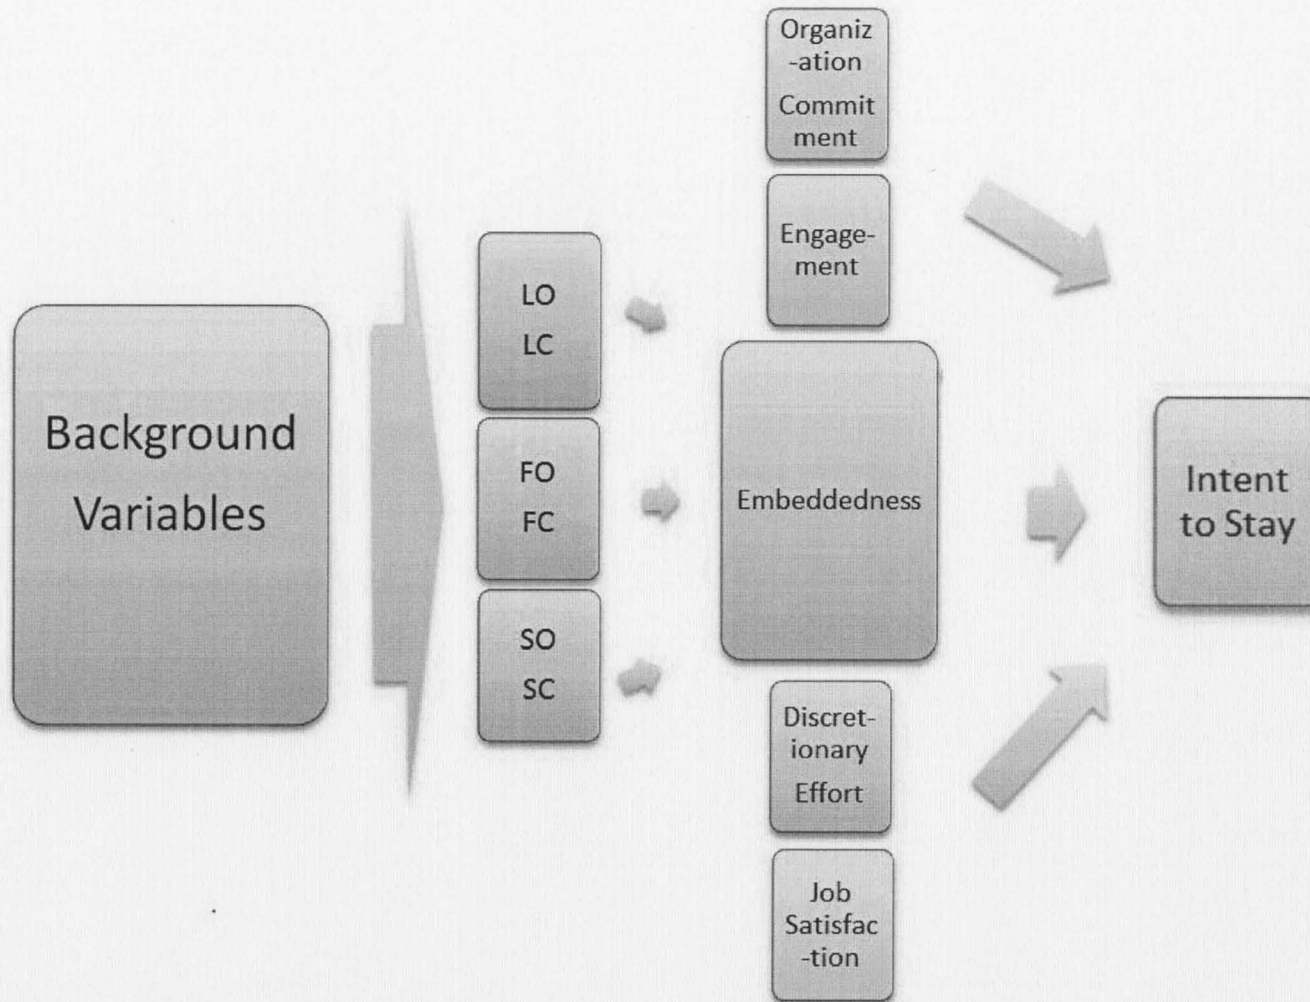 Background
Variables
LO
LC
FO
FC
SO
SC
Organiz
-ation
Commit
ment
Engage-
ment
Embeddedness
Discret-
ionary
Effort
Job
Satisfac
-tion
Intent
to Stay